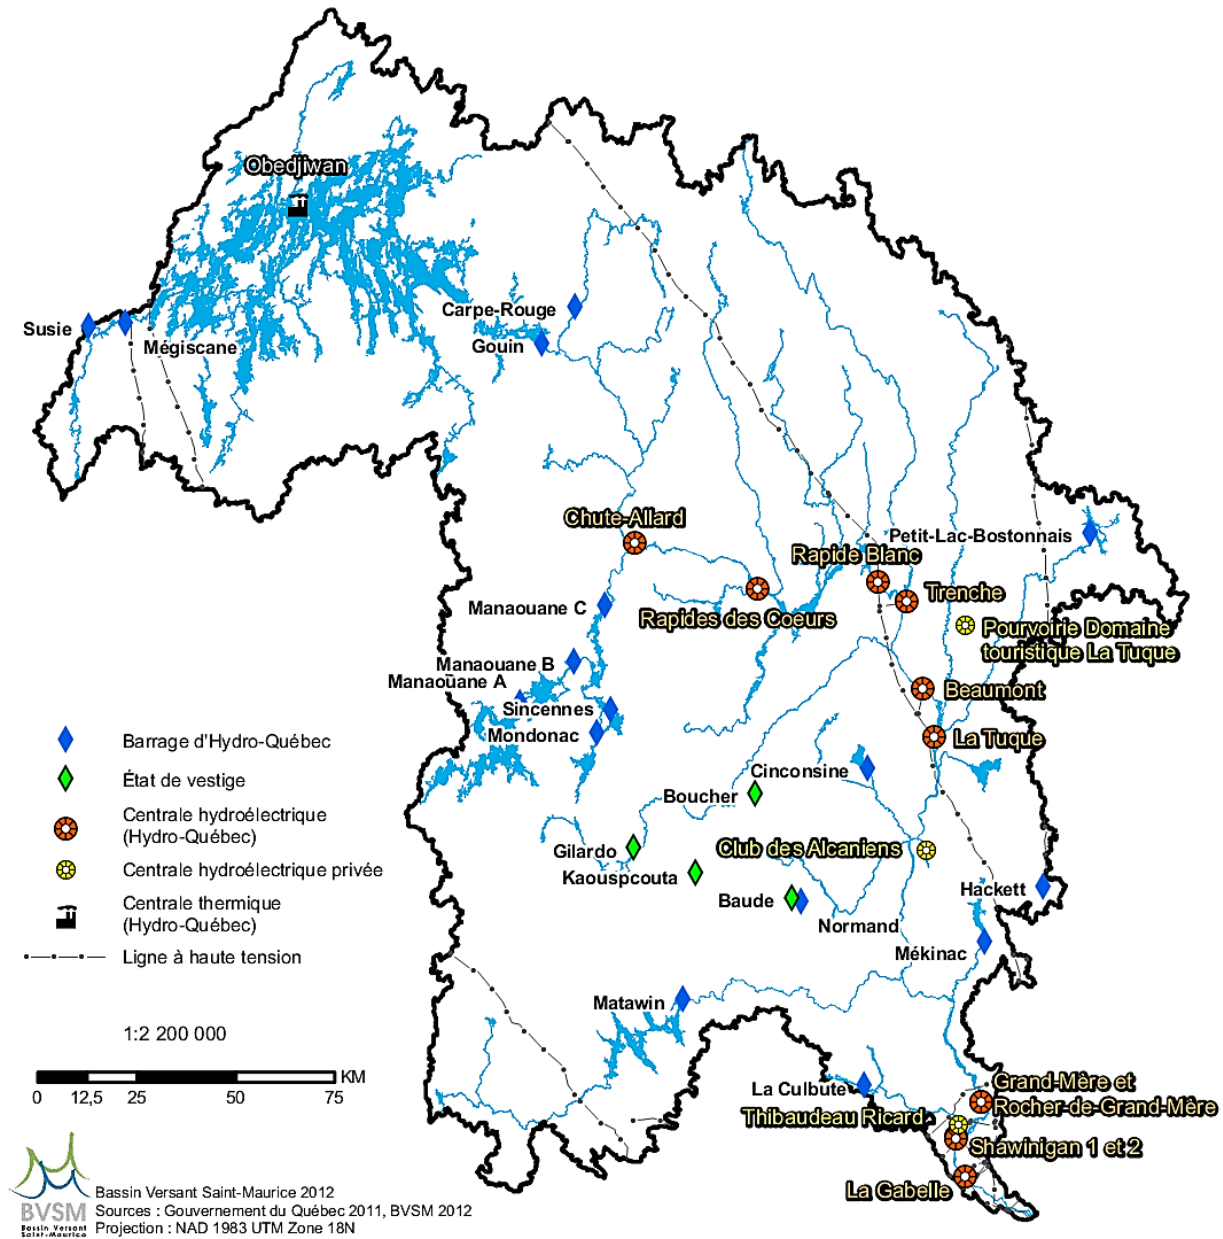 Obedjiwan
Carpe-Rouge
Susie
Mégiscane
Gouin
Chute-Allard
Petit-Lac-Bostonnais
Rapide Blanc
Trenche
Manaouane C
Rapides des Coeurs
Pourvoirie Domaine
touristique La Tuque
Manaouane B
Manaouane A
Beaumont
Sincennes
Mondonac
La Tuque
Cinconsine
Boucher
Gilardo
Club des Alcaniens
Kaouspcouta
Hackett
Baude
Normand
Mékinac
Matawin
La Culbute
Grand-Mère et
Rocher-de-Grand-Mère
Thibaudeau Ricard
Shawinigan 1 et 2
La Gabelle
Barrage d'Hydro-Québec
État de vestige
Centrale hydroélectrique
(Hydro-Québec)
Centrale hydroélectrique privée
Centrale thermique
(Hydro-Québec)
Ligne à haute tension
1:2 200 000
KM
0 12,5 25 50 75
BVSM
Bassin Versant
Saint-Maurice
Bassin Versant Saint-Maurice 2012
Sources : Gouvernement du Québec 2011, BVSM 2012
Projection : NAD 1983 UTM Zone 18N